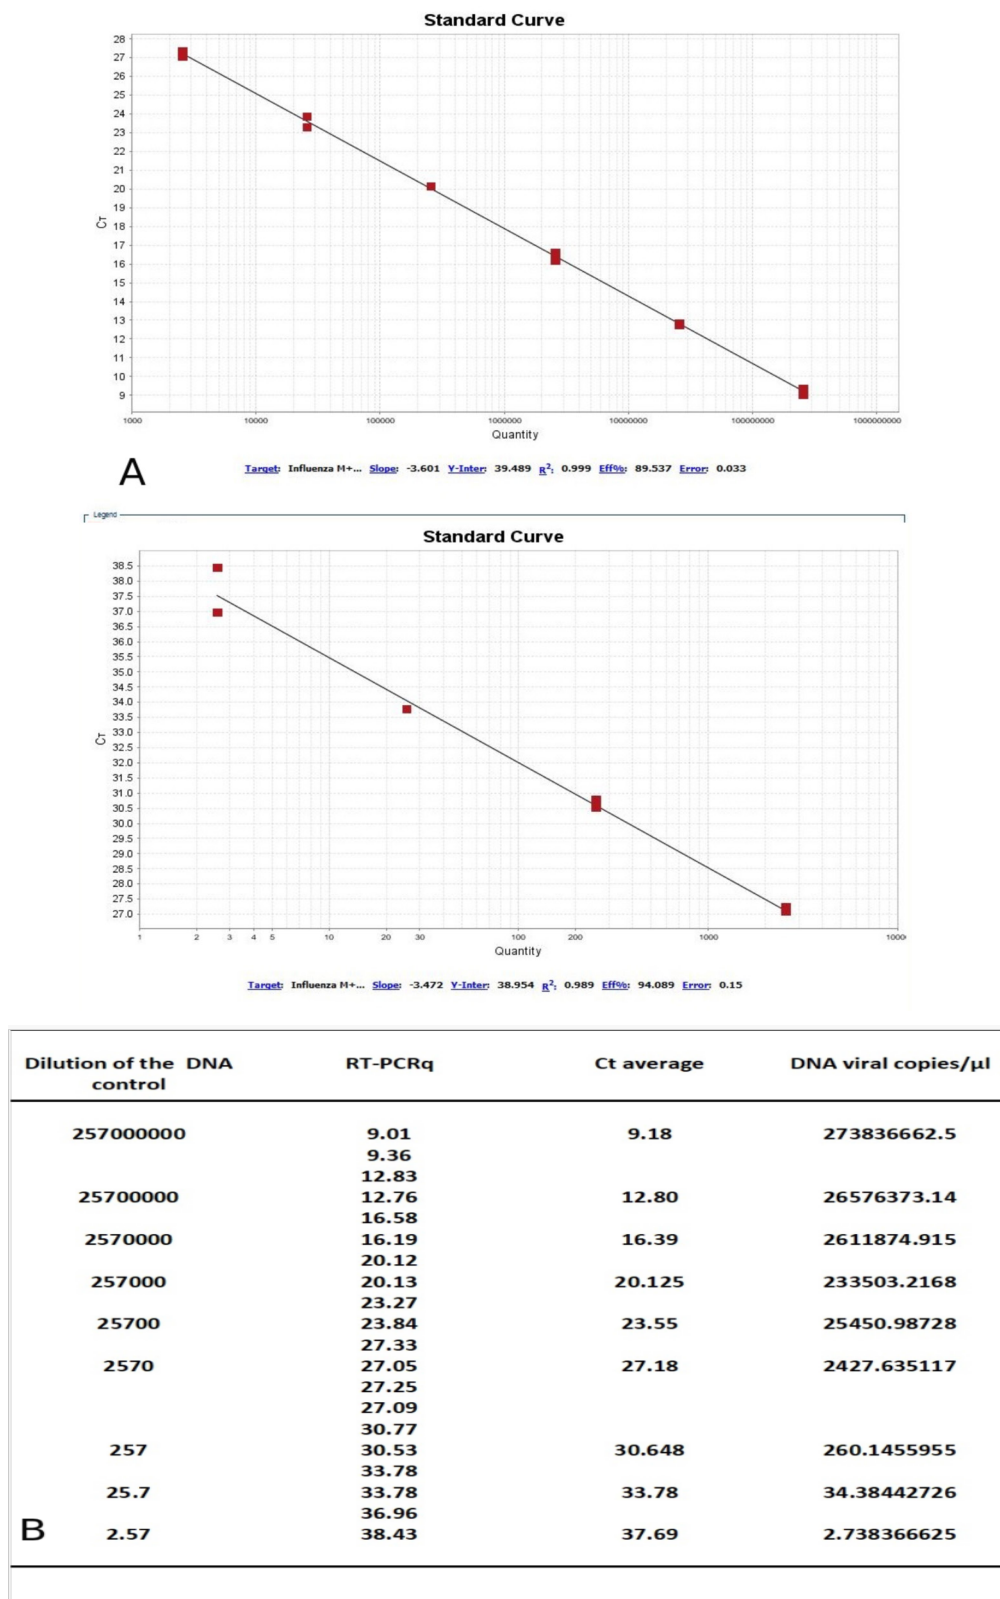 Standard Curve
28
27
26
25
24
23
22
21
20
19
18
17
16
15
14
13
12
11
10
9
CT
1000 10000 100000 1000000 10000000 100000000 1000000000
Quantity
A
Target: Influenza M+... Slope: -3.601 Y-Inter: 39.489 R2: 0.999 Eff%: 89.537 Error: 0.033
Legend
Standard Curve
38.5
38.0
37.5
37.0
36.5
36.0
35.5
35.0
34.5
34.0
33.5
33.0
32.5
32.0
31.5
31.0
30.5
30.0
29.5
29.0
28.5
28.0
27.5
27.0
CT
1 2 3 4 5 10 20 30 100 200 1000 1000
Quantity
Target: Influenza M+... Slope: -3.472 Y-Inter: 38.954 R2: 0.989 Eff%: 94.089 Error: 0.15
Dilution of the DNA RT-PCRq Ct average DNA viral copies/µl
control
257000000 9.01 9.18 273836662.5
9.36
12.83
25700000 12.76 12.80 26576373.14
16.58
2570000 16.19 16.39 2611874.915
20.12
257000 20.13 20.125 233503.2168
23.27
25700 23.84 23.55 25450.98728
27.33
2570 27.05 27.18 2427.635117
27.25
27.09
30.77
257 30.53 30.648 260.1455955
33.78
25.7 33.78 33.78 34.38442726
36.96
B 2.57 38.43 37.69 2.738366625